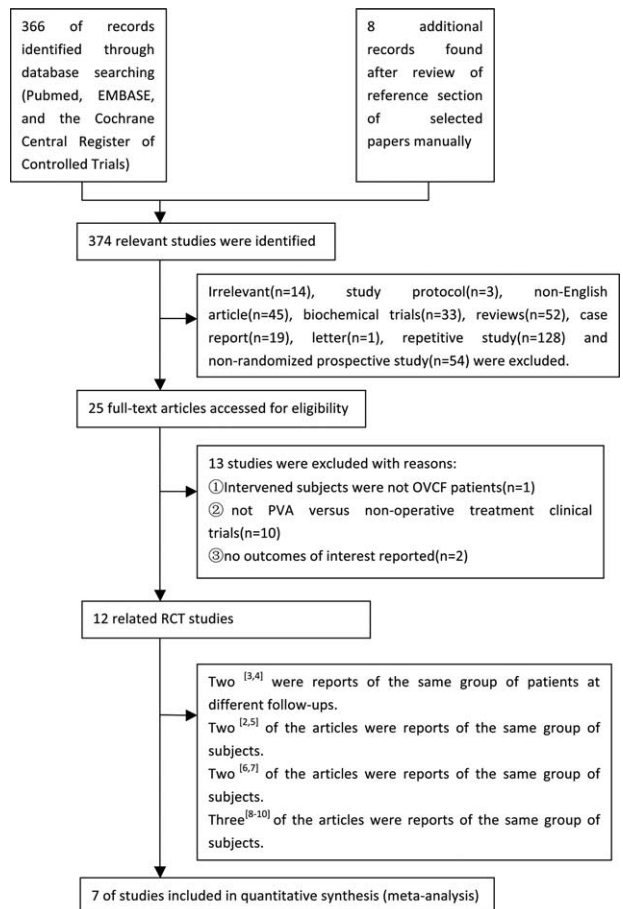 366 of records
identified through
database searching
(Pubmed, EMBASE,
and the Cochrane
Central Register of
Controlled Trials)
8 additional
records found
after review of
reference section
of selected
papers manually
374 relevant studies were identified
Irrelevant(n=14), study protocol(n=3), non-English
article(n=45), biochemical trials(n=33), reviews(n=52), case
report(n=19), letter(n=1), repetitive study(n=128) and
non-randomized prospective study(n=54) were excluded.
25 full-text articles accessed for eligibility
13 studies were excluded with reasons:
①Intervened subjects were not OVCF patients(n=1)
② not PVA versus non-operative treatment clinical
trials(n=10)
③no outcomes of interest reported(n=2)
12 related RCT studies
Two [3,4] were reports of the same group of patients at
different follow-ups.
Two [2,5] of the articles were reports of the same group of
subjects.
Two [6,7] of the articles were reports of the same group of
subjects.
Three[8-10] of the articles were reports of the same group of
subjects.
7 of studies included in quantitative synthesis (meta-analysis)